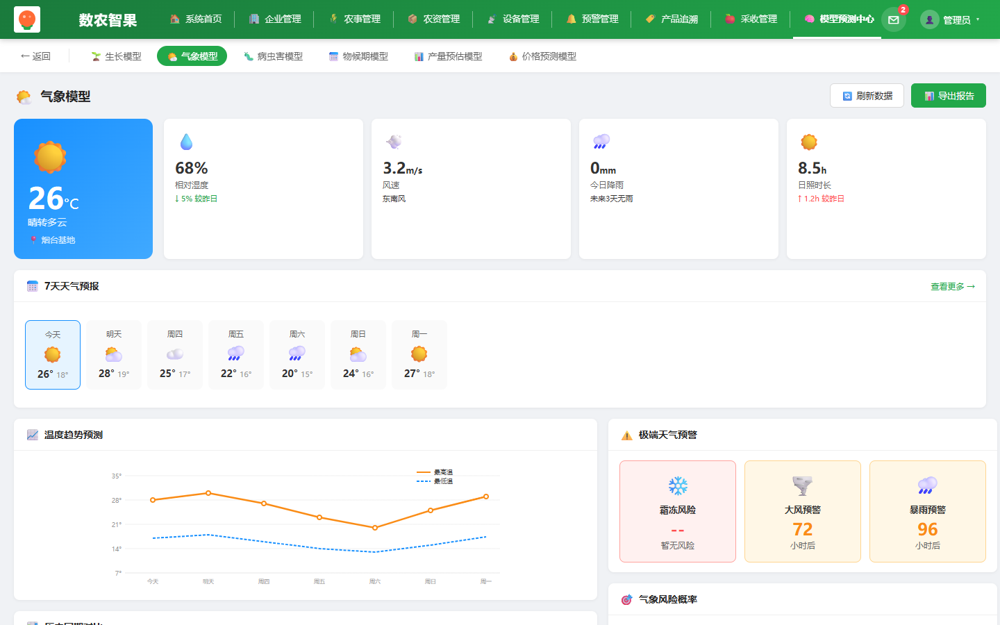 数农智果
系统首页
企业管理
农事管理
农资管理
设备管理
预警管理
产品追溯
采收管理
模型预测中心
2
管理员
←返回
生长模型
气象模型
病虫害模型
物候期模型
产量预估模型
价格预测模型
气象模型
刷新数据
导出报告
26°C
晴转多云
烟台基地
68%
相对湿度
↓ 5% 较昨日
3.2m/s
风速
东南风
0mm
今日降雨
未来3天无雨
8.5h
日照时长
↑ 1.2h 较昨日
7天天气预报
查看更多 →
今天
26° 18°
明天
28° 19°
周四
25° 17°
周五
22° 16°
周六
20° 15°
周日
24° 16°
周一
27° 18°
温度趋势预测
最高温
最低温
35°
28°
21°
14°
7°
今天 明天 周四 周五 周六 周日 周一
极端天气预警
霜冻风险
--
暂无风险
大风预警
72
小时后
暴雨预警
96
小时后
气象风险概率